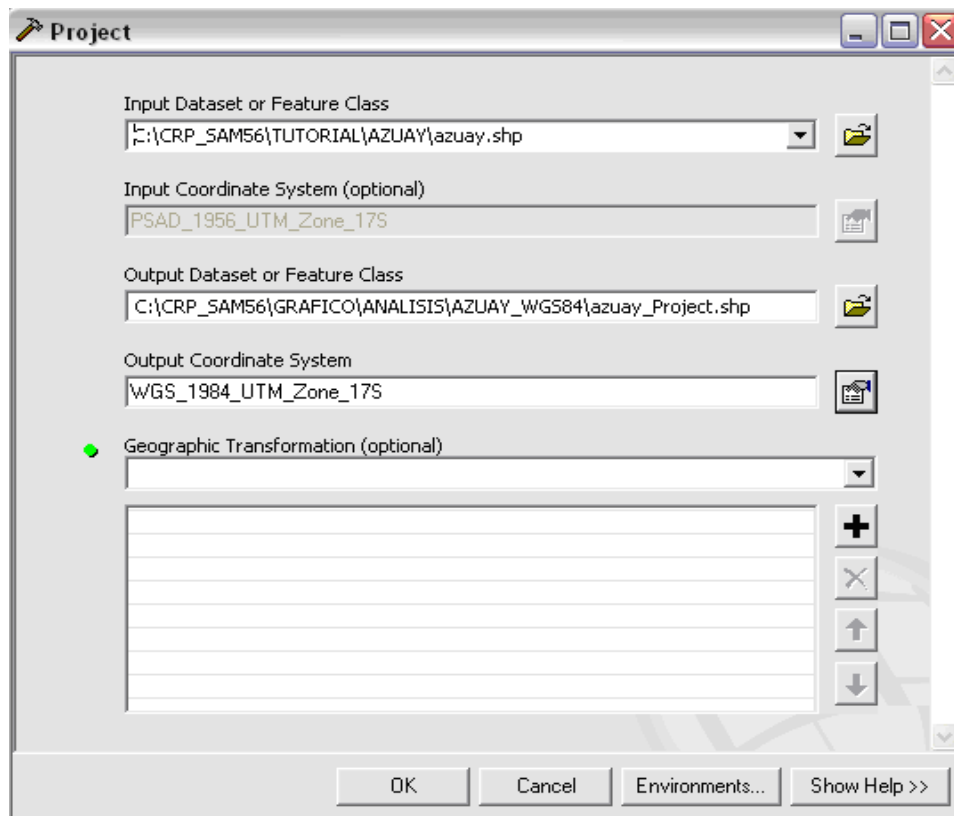 Project
Input Dataset or Feature Class
C:\CRP_SAM56\TUTORIAL\AZUAY\azuay.shp
Input Coordinate System (optional)
PSAD_1956_UTM_Zone_17S
Output Dataset or Feature Class
C:\CRP_SAM56\GRAFICO\ANALISIS\AZUAY_WGS84\azuay_Project.shp
Output Coordinate System
WGS_1984_UTM_Zone_17S
Geographic Transformation (optional)
OK Cancel Environments... Show Help >>